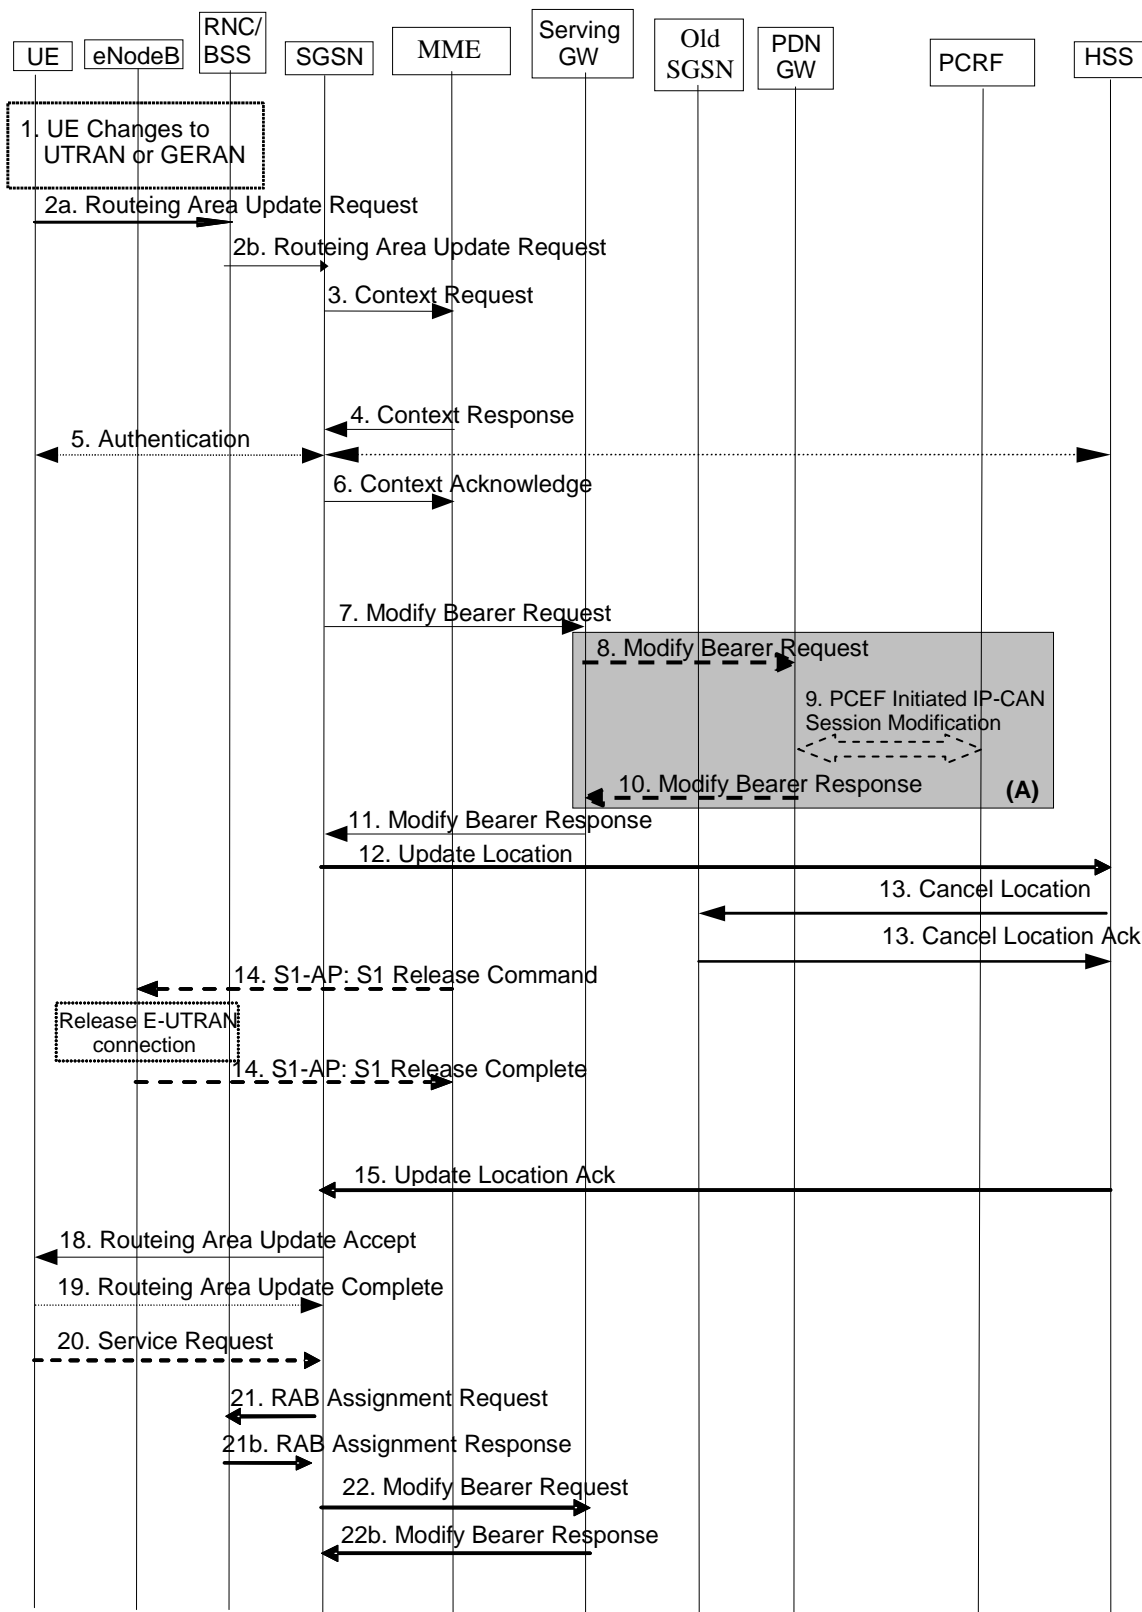 UE
eNodeB
RNC/
BSS
SGSN
MME
Serving
GW
Old
SGSN
PDN
GW
PCRF
HSS
1. UE Changes to
UTRAN or GERAN
2a. Routeing Area Update Request
2b. Routeing Area Update Request
3. Context Request
4. Context Response
5. Authentication
6. Context Acknowledge
7. Modify Bearer Request
8. Modify Bearer Request
9. PCEF Initiated IP-CAN
Session Modification
10. Modify Bearer Response
(A)
11. Modify Bearer Response
12. Update Location
13. Cancel Location
13. Cancel Location Ack
14. S1-AP: S1 Release Command
Release E-UTRAN
connection
14. S1-AP: S1 Release Complete
15. Update Location Ack
18. Routeing Area Update Accept
19. Routeing Area Update Complete
20. Service Request
21. RAB Assignment Request
21b. RAB Assignment Response
22. Modify Bearer Request
22b. Modify Bearer Response